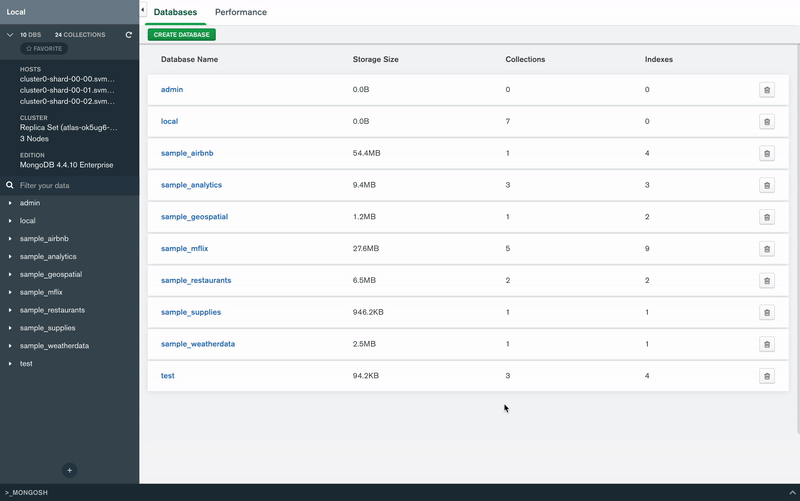 Local
10 DBS 24 COLLECTIONS
FAVORITE
HOSTS
cluster0-shard-00-00.svm...
cluster0-shard-00-01.svm...
cluster0-shard-00-02.svm...
CLUSTER
Replica Set (atlas-ok5ug6-...
3 Nodes
EDITION
MongoDB 4.4.10 Enterprise
Filter your data
admin
local
sample_airbnb
sample_analytics
sample_geospatial
sample_mflix
sample_restaurants
sample_supplies
sample_weatherdata
test
Databases Performance
CREATE DATABASE
Database Name Storage Size Collections Indexes
admin 0.0B 0 0
local 0.0B 7 0
sample_airbnb 54.4MB 1 4
sample_analytics 9.4MB 3 3
sample_geospatial 1.2MB 1 2
sample_mflix 27.6MB 5 9
sample_restaurants 6.5MB 2 2
sample_supplies 946.2KB 1 1
sample_weatherdata 2.5MB 1 1
test 94.2KB 3 4
>_MONGOSH